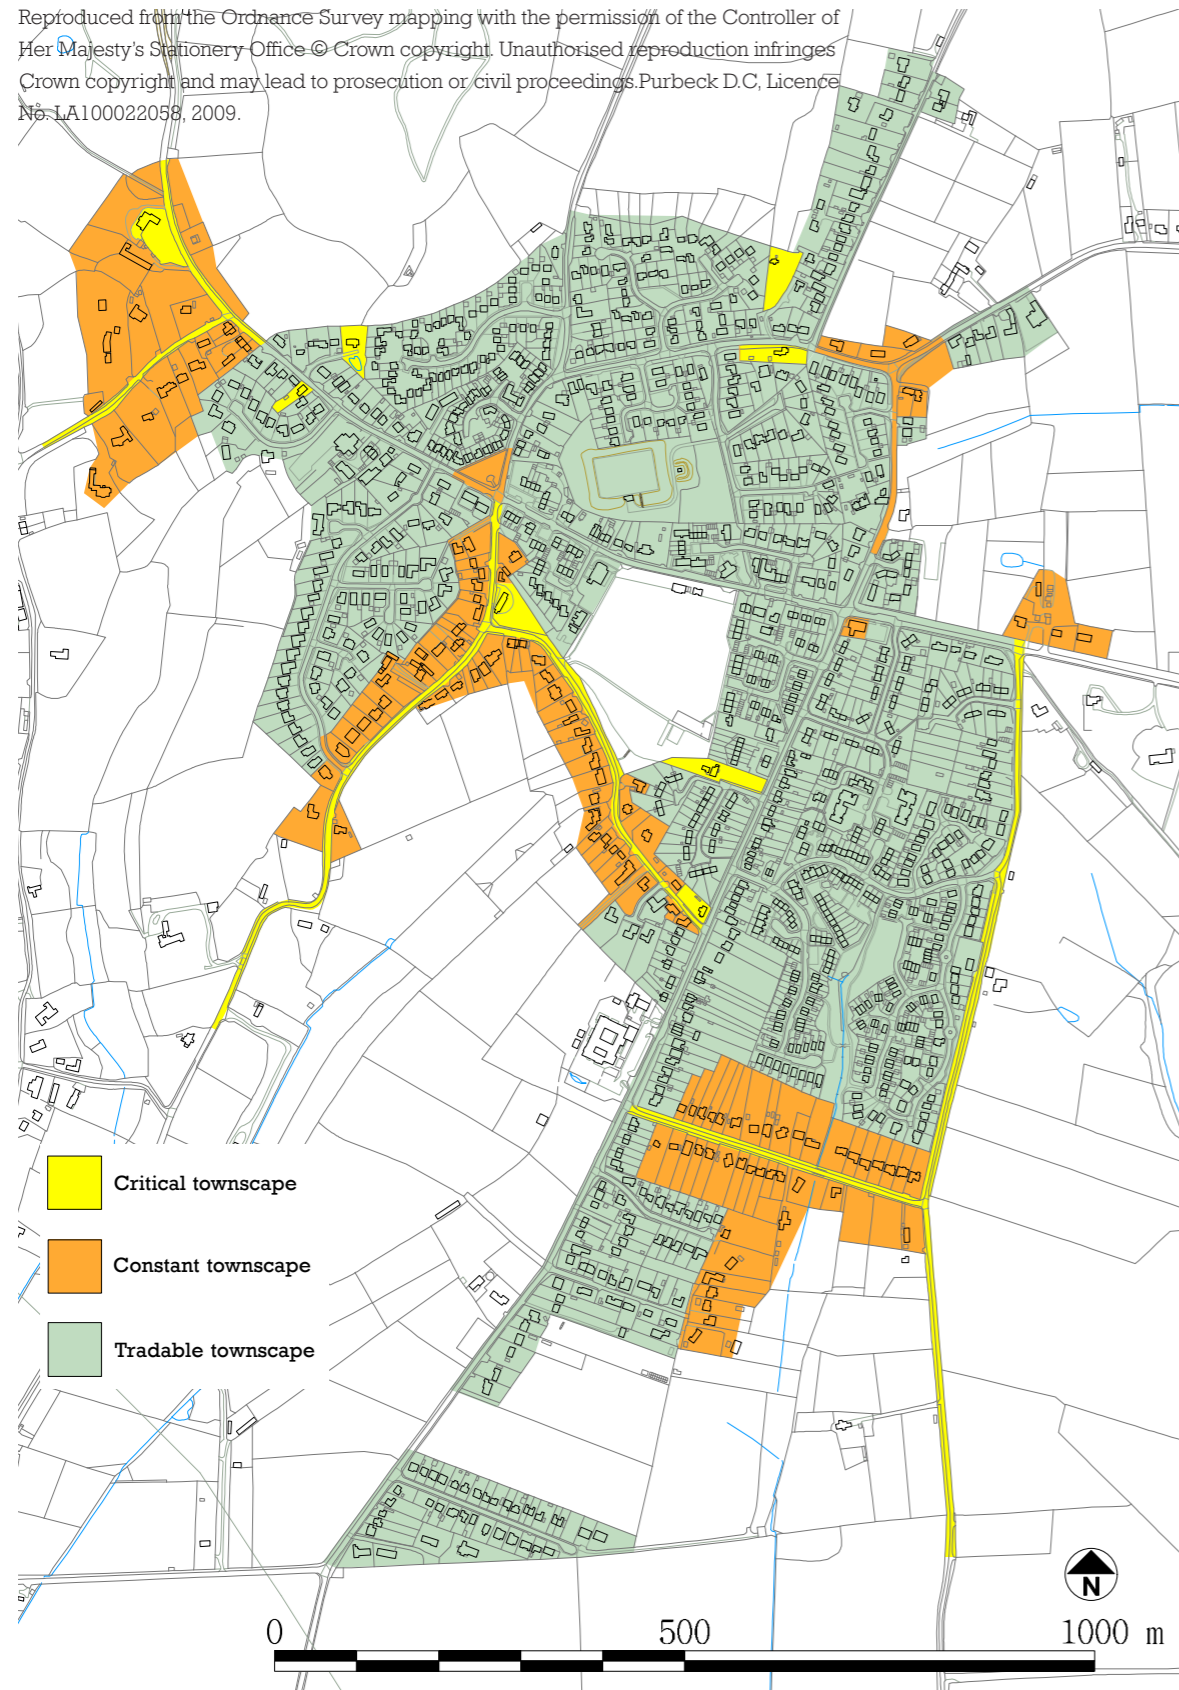 Reproduced from the Ordnance Survey mapping with the permission of the Controller of
Her Majesty's Stationery Office © Crown copyright. Unauthorised reproduction infringes
Crown copyright and may lead to prosecution or civil proceedings.Purbeck D.C, Licence
No. LA100022058, 2009.
Critical townscape
Constant townscape
Tradable townscape
N
0 500 1000 m